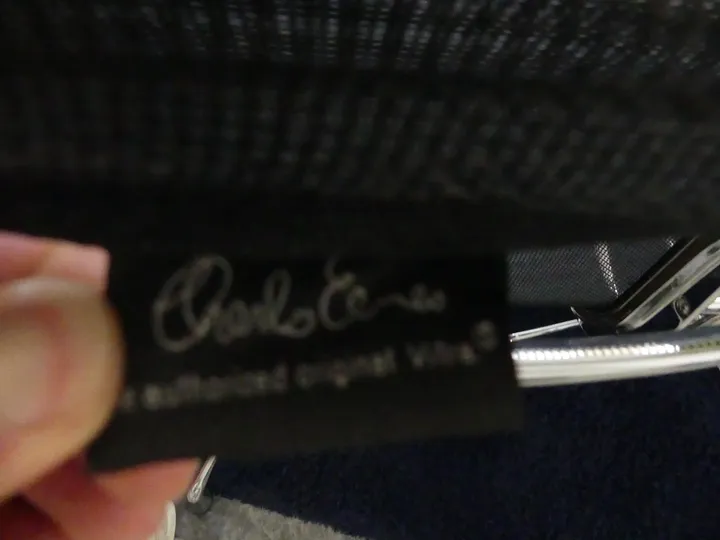 Charles Eames
authorized original Vitra®